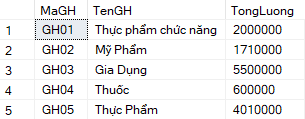 MaGH TenGH TongLuong
1 GH01 Thực phẩm chức năng 2000000
2 GH02 Mỹ Phẩm 1710000
3 GH03 Gia Dụng 5500000
4 GH04 Thuốc 600000
5 GH05 Thực Phẩm 4010000